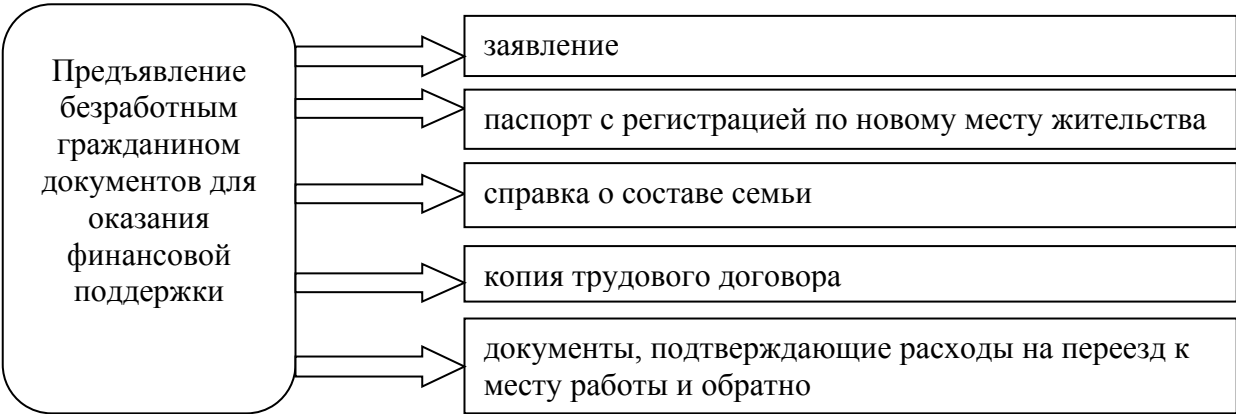 Предъявление
безработным
гражданином
документов для
оказания
финансовой
поддержки
заявление
паспорт с регистрацией по новому месту жительства
справка о составе семьи
копия трудового договора
документы, подтверждающие расходы на переезд к
месту работы и обратно